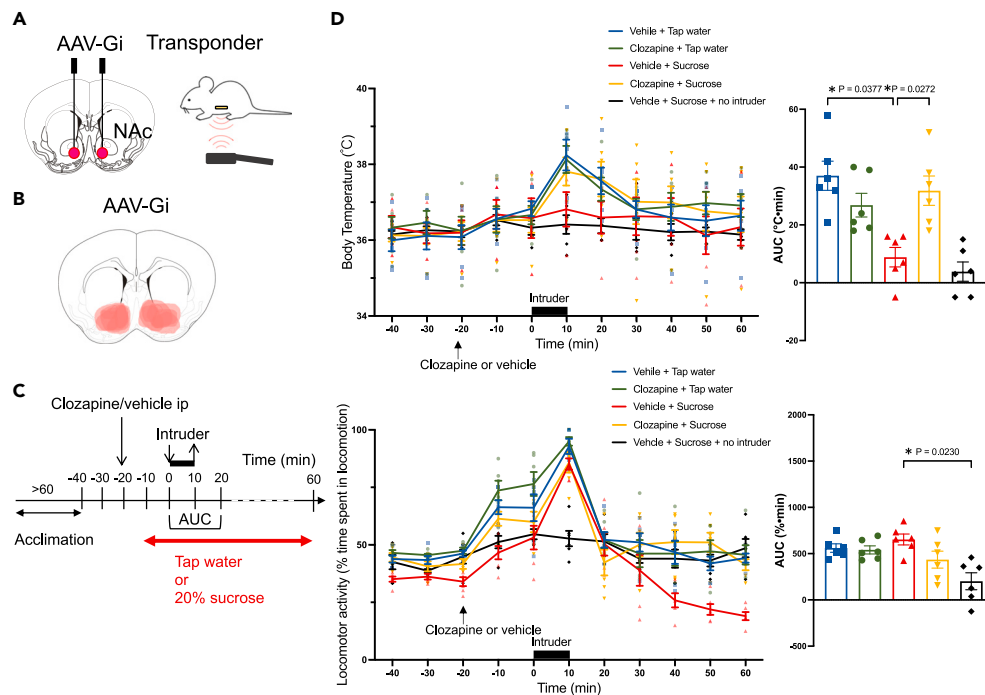 A
AAV-Gi
Transponder
NAc
B
AAV-Gi
C
Clozapine/vehicle ip
Intruder
Time (min)
>60
-40
-30
-20
-10
0
10
20
60
AUC
Acclimation
Tap water
or
20% sucrose
D
Vehile + Tap water
Clozapine + Tap water
Vehicle + Sucrose
Clozapine + Sucrose
Vehcle + Sucrose + no intruder
Body Temperature (°C)
40
38
36
34
Intruder
-40 -30 -20 -10 0 10 20 30 40 50 60
Time (min)
Clozapine or vehicle
* P = 0.0377
*P = 0.0272
AUC (°C•min)
60
40
20
0
-20
Vehile + Tap water
Clozapine + Tap water
Vehicle + Sucrose
Clozapine + Sucrose
Vehcle + Sucrose + no intruder
Locomotor activity (% time spent in locomotion)
100
50
0
Clozapine or vehicle
Intruder
-40 -30 -20 -10 0 10 20 30 40 50 60
Time (min)
* P = 0.0230
AUC (%•min)
2000
1500
1000
500
0
-500